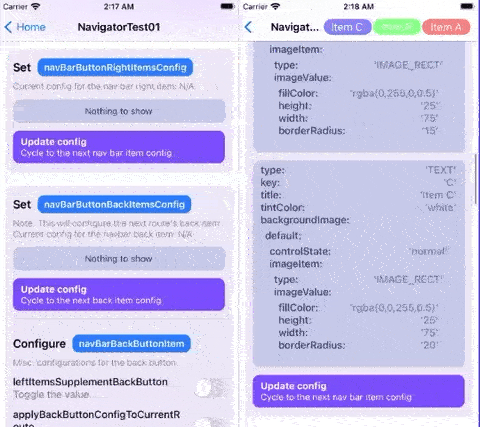 Carrier 2:17 AM
Home NavigatorTest01
Set navBarButtonRightItemsConfig
Current config for the nav bar right item: N/A
Nothing to show
Update config
Cycle to the next nav bar item config
Set navBarButtonBackItemsConfig
Note: This will configure the next route's back item
Current config for the navbar back item: N/A
Nothing to show
Update config
Cycle to the next back item config
Configure navBarBackButtonItem
Misc. configurations for the back button
leftItemsSupplementBackButton
Toggle the value
applyBackButtonConfigToCurrentR
oute
Carrier 2:18 AM
Navigat... Item C Item A
imageItem:
type: "IMAGE_RECT"
imageValue:
fillColor: "rgba(0,255,0,0.5)"
height: "25"
width: "75"
borderRadius: "15"
type: "TEXT"
key: "C"
title: "Item C"
tintColor: "white"
backgroundImage:
default:
controlState: "normal"
imageItem:
type: "IMAGE_RECT"
imageValue:
fillColor: "rgba(0,0,255,0.5)"
height: "25"
width: "75"
borderRadius: "20"
Update config
Cycle to the next nav bar item config